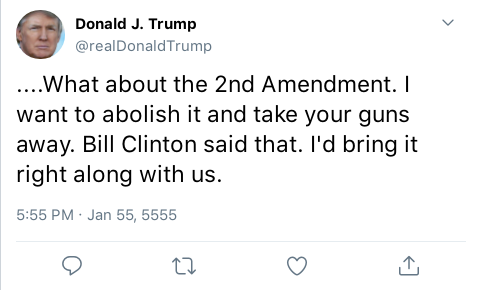 Donald J. Trump
@realDonaldTrump
....What about the 2nd Amendment. I
want to abolish it and take your guns
away. Bill Clinton said that. I'd bring it
right along with us.
5:55 PM · Jan 55, 5555